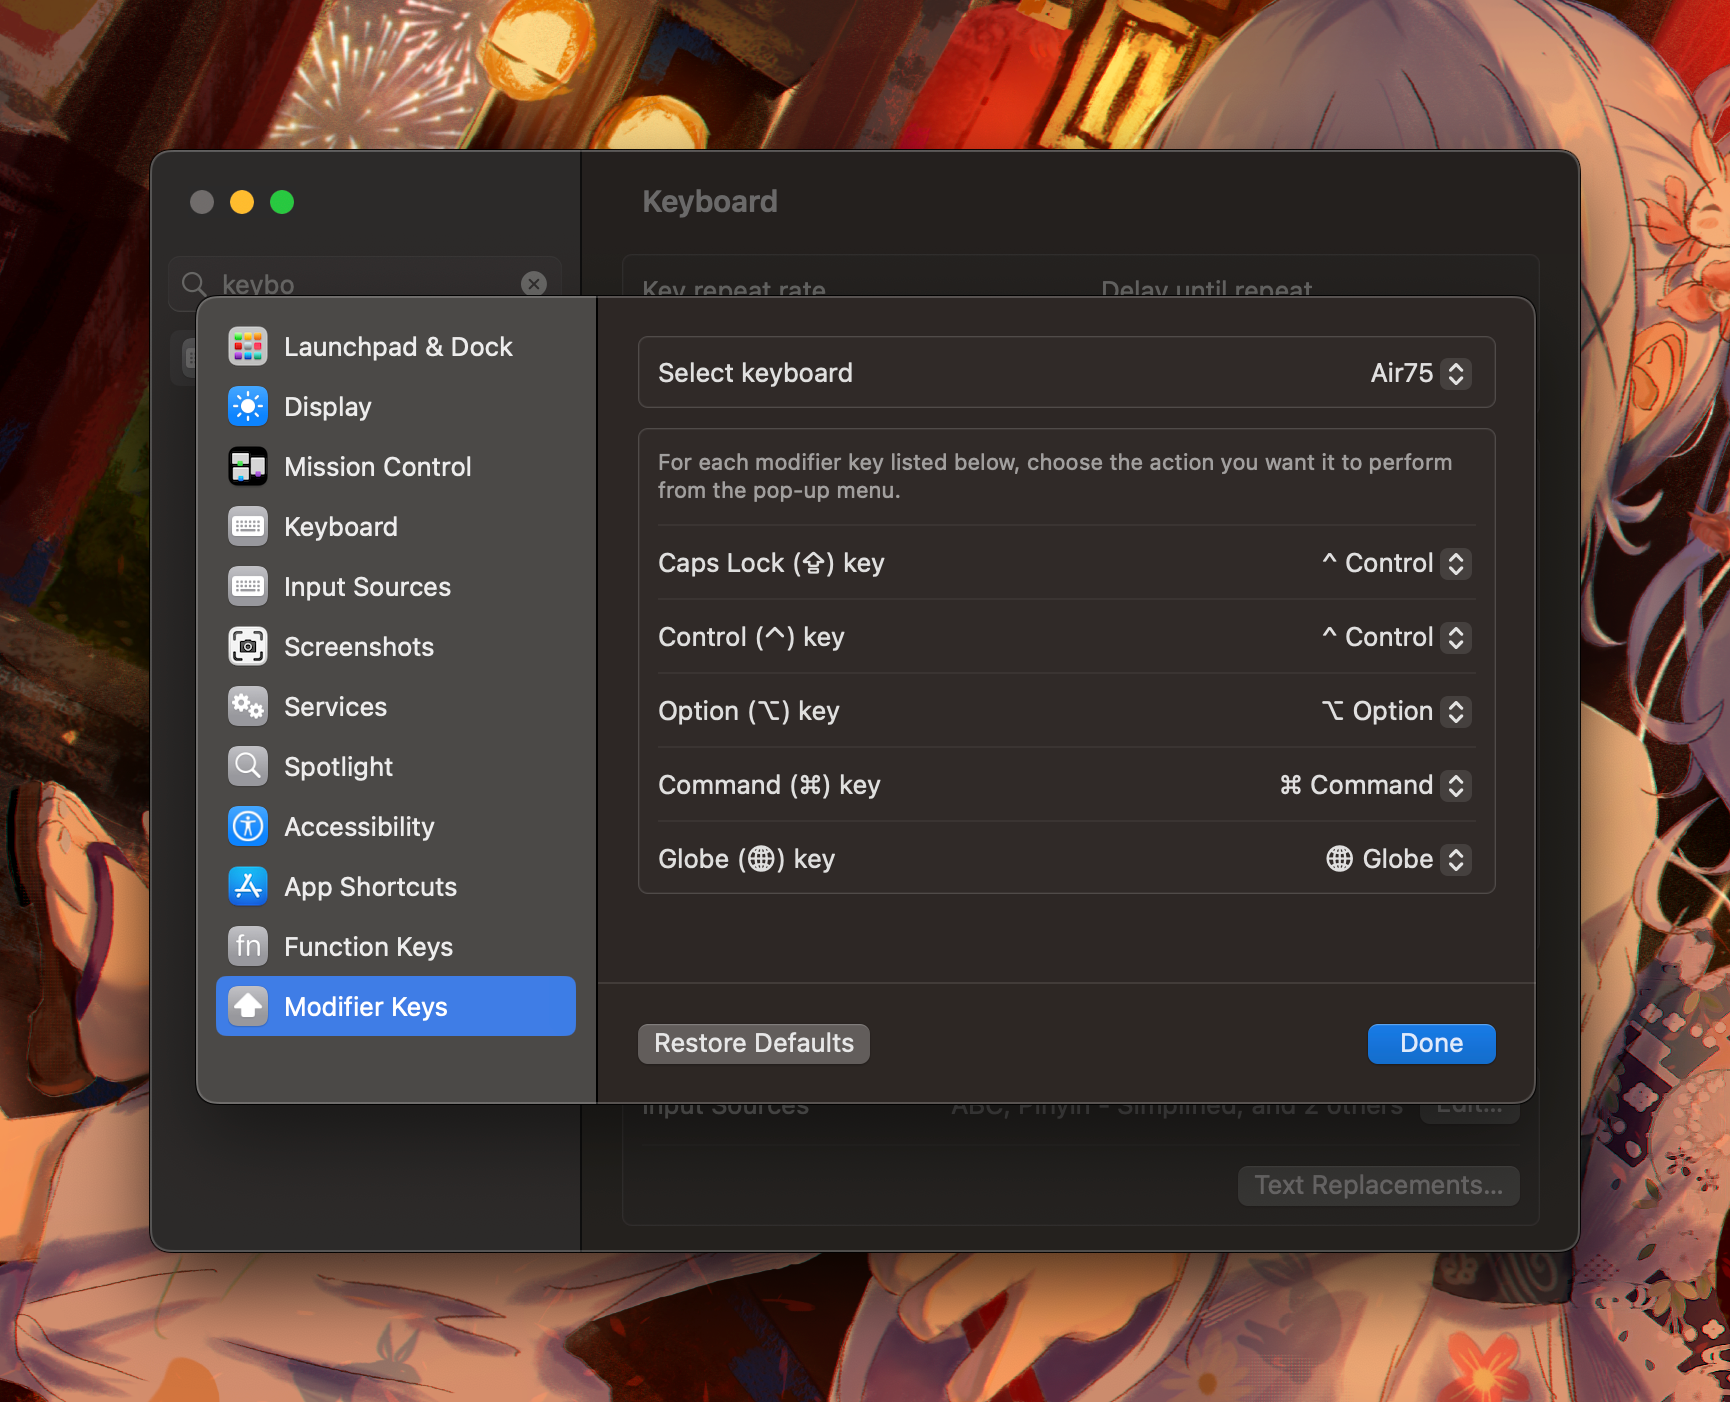 Keyboard
keybo
Key repeat rate
Delay until repeat
Launchpad & Dock
Display
Mission Control
Keyboard
Input Sources
Screenshots
Services
Spotlight
Accessibility
App Shortcuts
fn Function Keys
Modifier Keys
Select keyboard
Air75
For each modifier key listed below, choose the action you want it to perform
from the pop-up menu.
Caps Lock (⇪) key
^ Control
Control (^) key
^ Control
Option (⌥) key
⌥ Option
Command (⌘) key
⌘ Command
Globe (🌐) key
🌐 Globe
Restore Defaults
Done
Input Sources
ABC, Pinyin - Simplified, and 2 others
Edit...
Text Replacements...